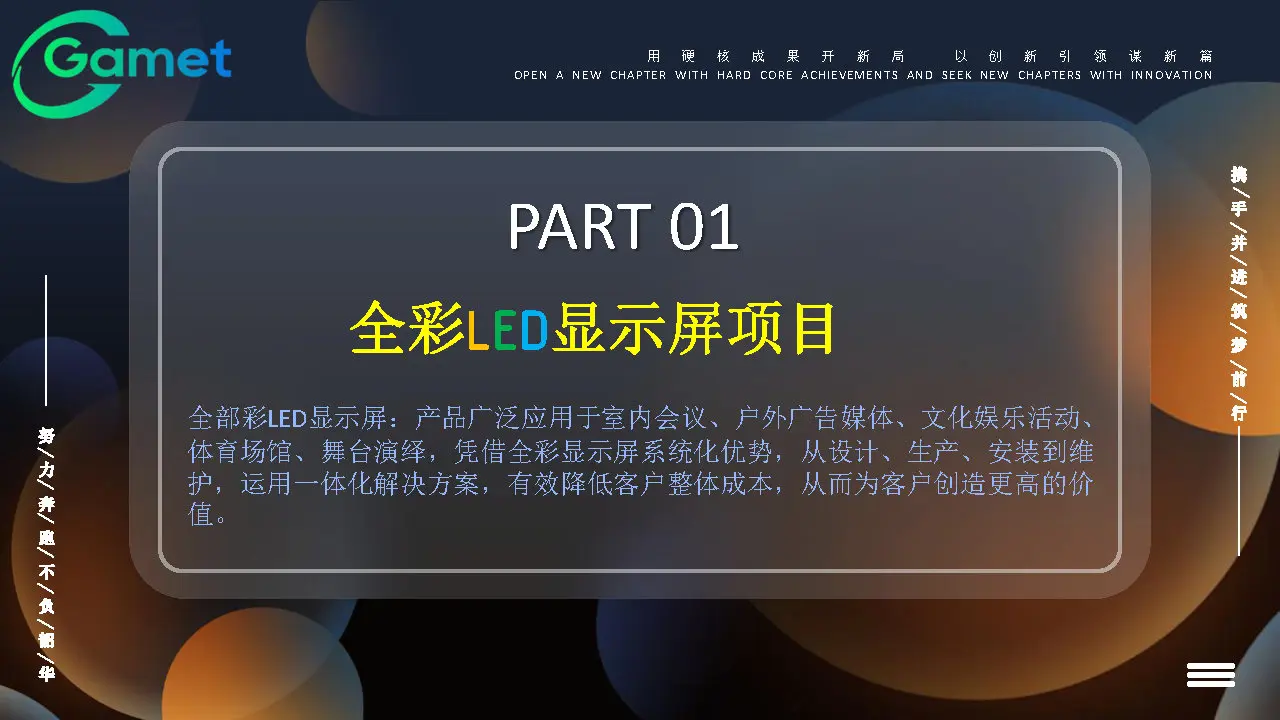 Gamet
用硬核成果开新局 以创新引领谋新篇
OPEN A NEW CHAPTER WITH HARD CORE ACHIEVEMENTS AND SEEK NEW CHAPTERS WITH INNOVATION
PART 01
全彩LED显示屏项目
全部彩LED显示屏：产品广泛应用于室内会议、户外广告媒体、文化娱乐活动、
体育场馆、舞台演绎，凭借全彩显示屏系统化优势，从设计、生产、安装到维
护，运用一体化解决方案，有效降低客户整体成本，从而为客户创造更高的价
值。
努/力/奔/跑/不/负/韶/华
携/手/并/进/筑/梦/前/行